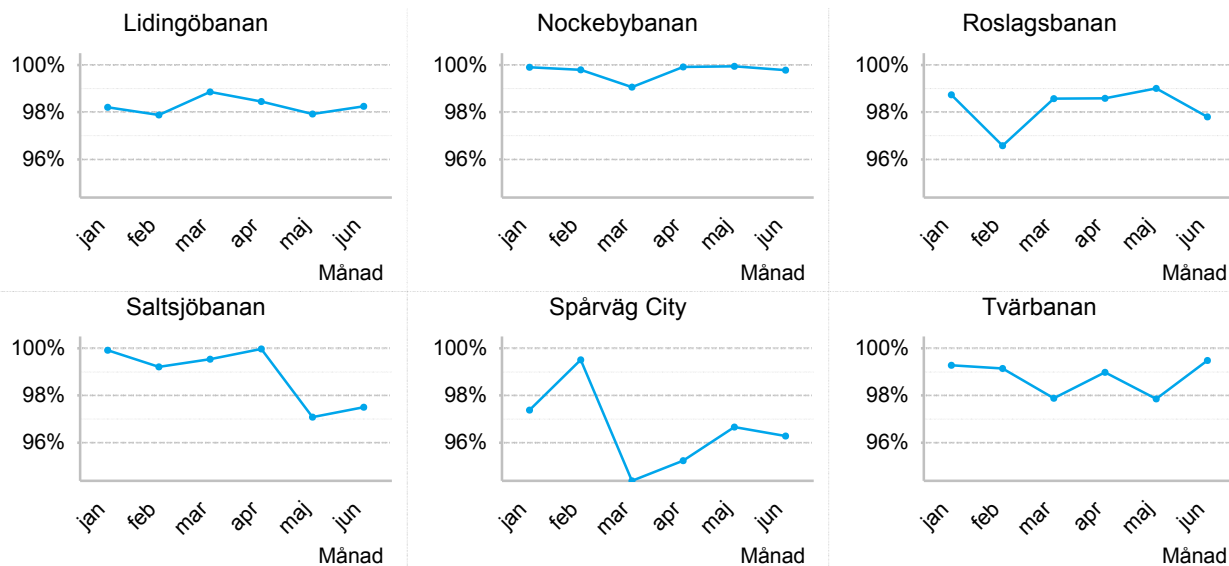 Lidingöbanan
100%
98%
96%
jan feb mar apr maj jun
Månad
Nockebybanan
100%
98%
96%
jan feb mar apr maj jun
Månad
Roslagsbanan
100%
98%
96%
jan feb mar apr maj jun
Månad
Saltsjöbanan
100%
98%
96%
jan feb mar apr maj jun
Månad
Spårväg City
100%
98%
96%
jan feb mar apr maj jun
Månad
Tvärbanan
100%
98%
96%
jan feb mar apr maj jun
Månad